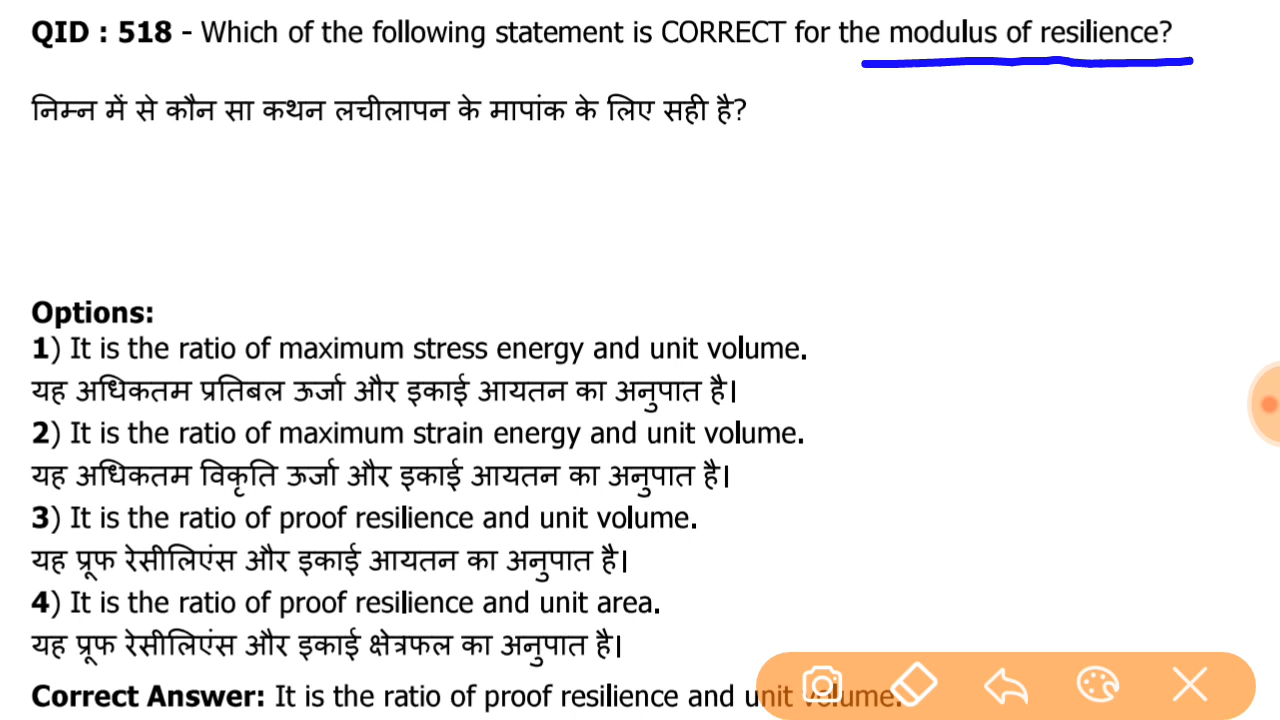 QID : 518 - Which of the following statement is CORRECT for the modulus of resilience?
निम्न में से कौन सा कथन लचीलापन के मापांक के लिए सही है?
Options:
1) It is the ratio of maximum stress energy and unit volume.
यह अधिकतम प्रतिबल ऊर्जा और इकाई आयतन का अनुपात है।
2) It is the ratio of maximum strain energy and unit volume.
यह अधिकतम विकृति ऊर्जा और इकाई आयतन का अनुपात है।
3) It is the ratio of proof resilience and unit volume.
यह प्रूफ रेसीलिएंस और इकाई आयतन का अनुपात है।
4) It is the ratio of proof resilience and unit area.
यह प्रूफ रेसीलिएंस और इकाई क्षेत्रफल का अनुपात है।
Correct Answer: It is the ratio of proof resilience and unit volume.